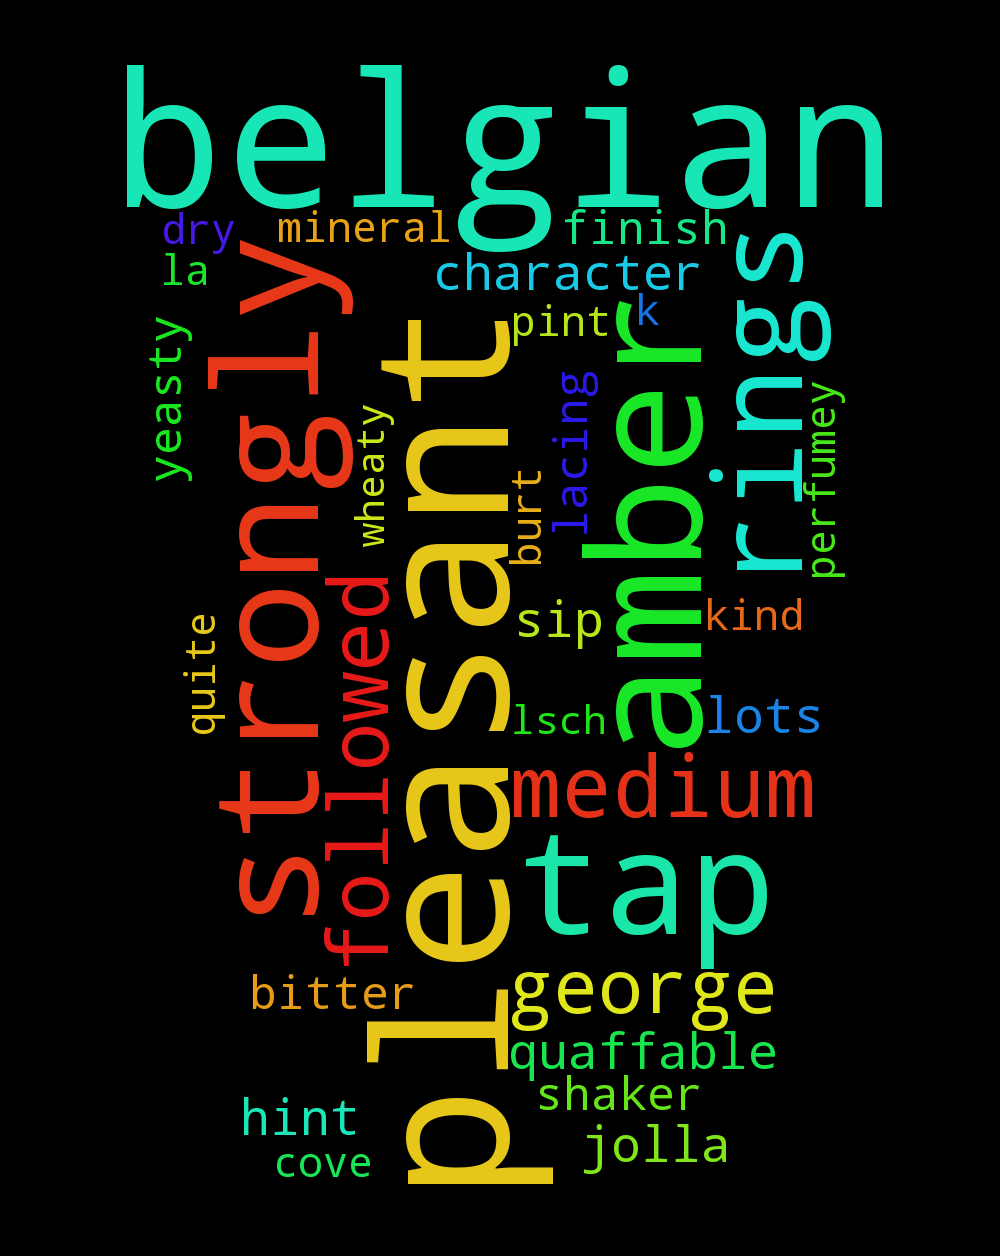 belgian
dry
mineral
finish
la
character
strongly
rings
k
pint
amber
yeasty
pleasant
lacing
perfumey
wheaty
burt
followed
sip
kind
quite
lsch
lots
medium
tap
george
bitter
quaffable
shaker
hint
jolla
cove